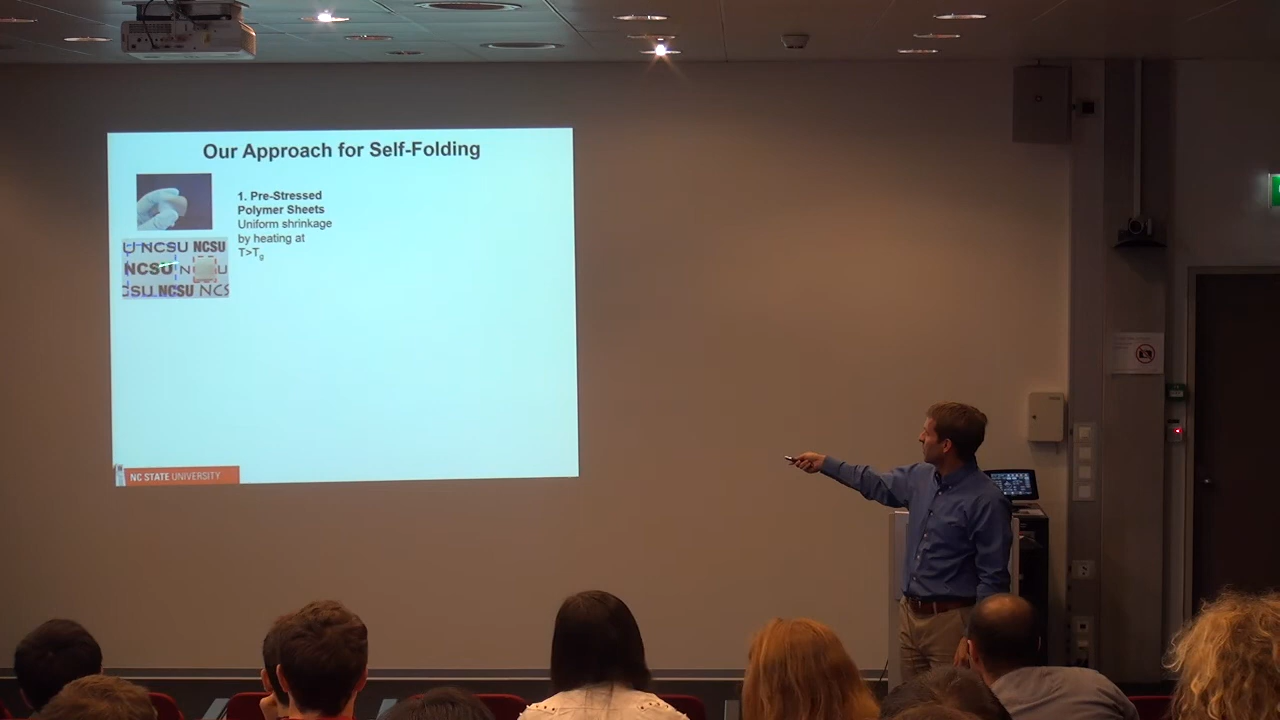 Our Approach for Self-Folding
1. Pre-Stressed
Polymer Sheets
Uniform shrinkage
by heating at
T>Tg
U NCSU NCSU
NCSU N U
CSU NCSU NCS
NC STATE UNIVERSITY